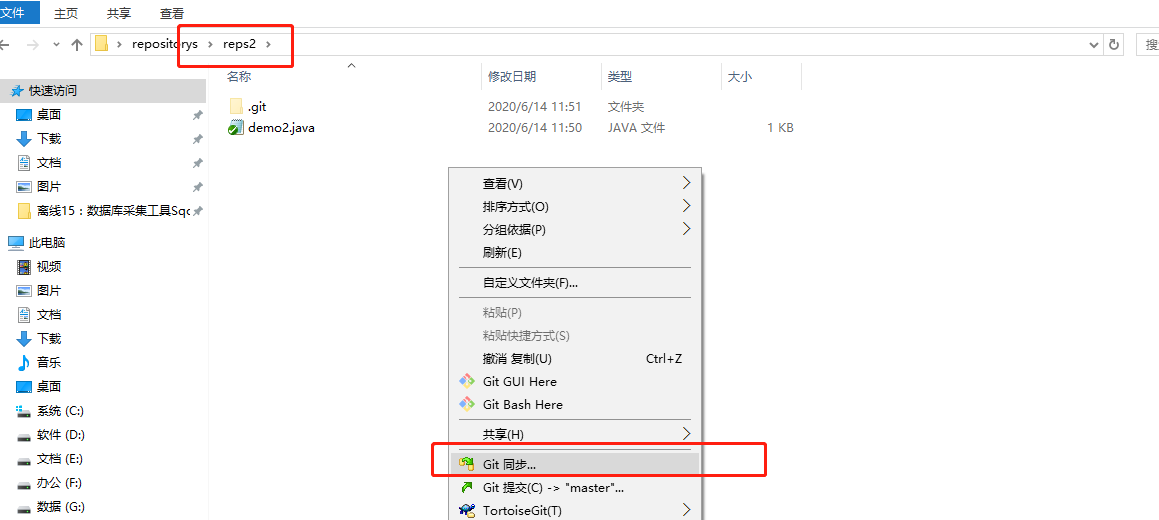 文件 主页 共享 查看
repositorys reps2 搜
名称 修改日期 类型 大小
快速访问
桌面
下载
文档
图片
离线15：数据库采集工具Sqc
此电脑
视频
图片
文档
下载
音乐
桌面
系统 (C:)
软件 (D:)
文档 (E:)
办公 (F:)
数据 (G:)
.git 2020/6/14 11:51 文件夹
demo2.java 2020/6/14 11:50 JAVA 文件 1 KB
查看(V)
排序方式(O)
分组依据(P)
刷新(E)
自定义文件夹(F)...
粘贴(P)
粘贴快捷方式(S)
撤消 复制(U) Ctrl+Z
Git GUI Here
Git Bash Here
共享(H)
Git 同步...
Git 提交(C) -> "master"...
TortoiseGit(T)